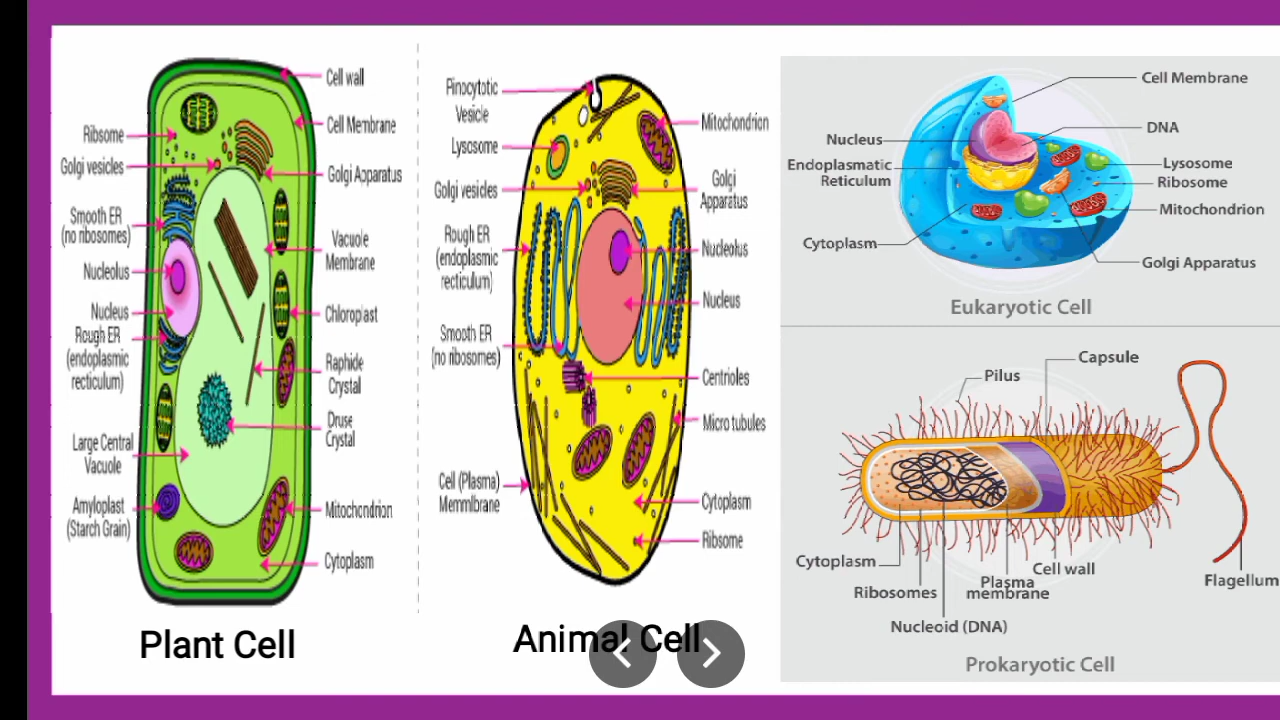 Cell wall
Ribsome
Cell Membrane
Golgi vesicles
Golgi Apparatus
Smooth ER
(no ribosomes)
Vacuole
Membrane
Nucleolus
Nucleus
Chloroplast
Rough ER
(endoplasmic
recticulum)
Raphide
Crystal
Druse
Crystal
Large Central
Vacuole
Amyloplast
(Starch Grain)
Mitochondrion
Cytoplasm
Plant Cell
Pinocytotic
Vesicle
Mitochondrion
Lysosome
Golgi vesicles
Golgi
Apparatus
Rough ER
(endoplasmic
recticulum)
Nucleolus
Nucleus
Smooth ER
(no ribosomes)
Centrioles
Micro tubules
Cell (Plasma)
Memmlbrane
Cytoplasm
Ribsome
Animal Cell
Cell Membrane
DNA
Nucleus
Endoplasmatic
Reticulum
Lysosome
Ribosome
Mitochondrion
Cytoplasm
Golgi Apparatus
Eukaryotic Cell
Capsule
Pilus
Cytoplasm
Ribosomes
Plasma
membrane
Cell wall
Flagellum
Nucleoid (DNA)
Prokaryotic Cell